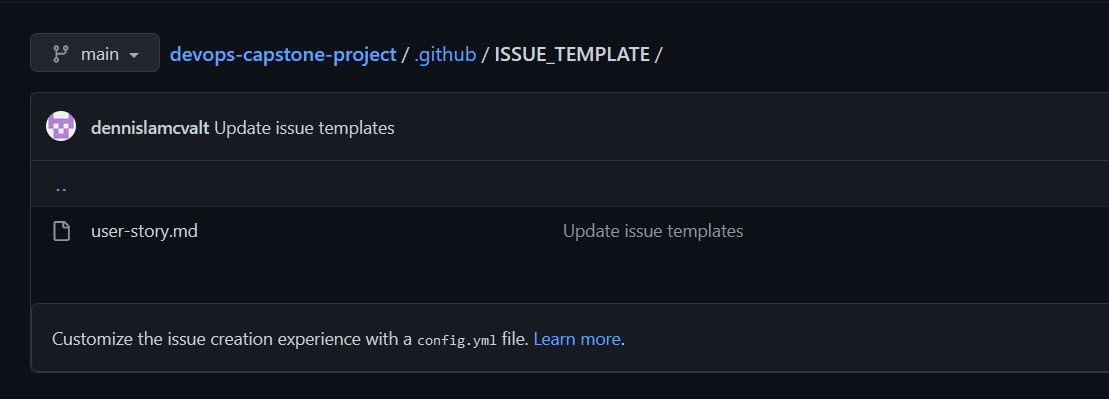 main devops-capstone-project / .github / ISSUE_TEMPLATE /
dennislamcvalt Update issue templates
..
user-story.md Update issue templates
Customize the issue creation experience with a config.yml file. Learn more.